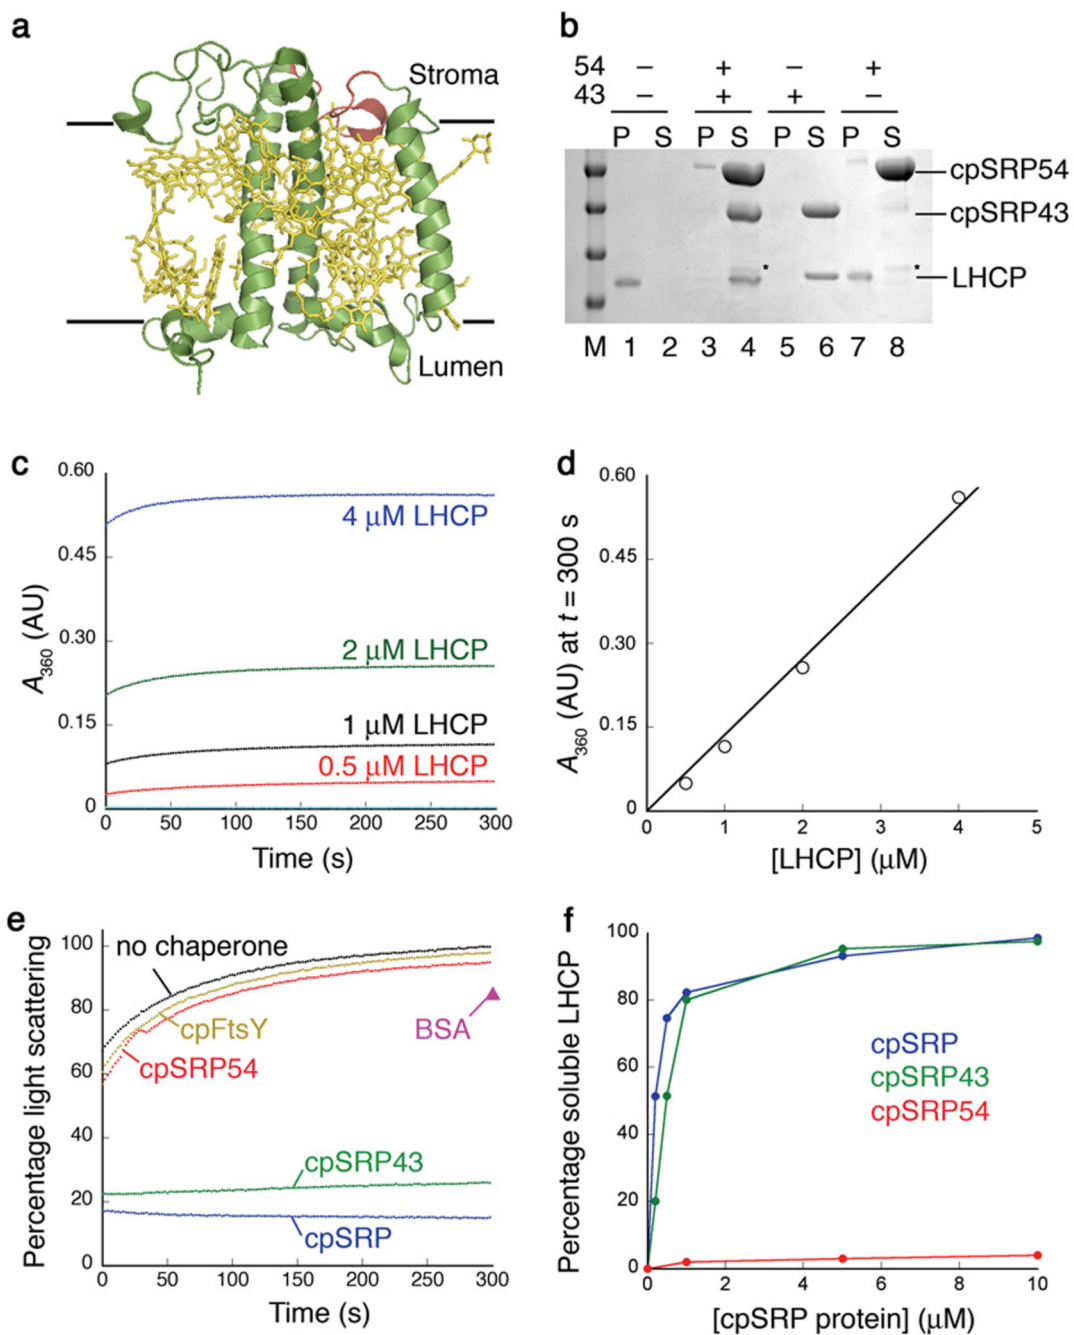 a
Stroma
Lumen
b
54 – + – +
43 – + + –
P S P S P S P S
cpSRP54
cpSRP43
*
*
LHCP
M 1 2 3 4 5 6 7 8
c
0.60
0.45
0.30
0.15
0
A360 (AU)
4 μM LHCP
2 μM LHCP
1 μM LHCP
0.5 μM LHCP
0 50 100 150 200 250 300
Time (s)
d
0.60
0.45
0.30
0.15
0
A360 (AU) at t = 300 s
0 1 2 3 4 5
[LHCP] (μM)
e
100
80
60
40
20
0
Percentage light scattering
no chaperone
cpFtsY
cpSRP54
BSA
cpSRP43
cpSRP
0 50 100 150 200 250 300
Time (s)
f
100
80
60
40
20
0
Percentage soluble LHCP
cpSRP
cpSRP43
cpSRP54
0 2 4 6 8 10
[cpSRP protein] (μM)